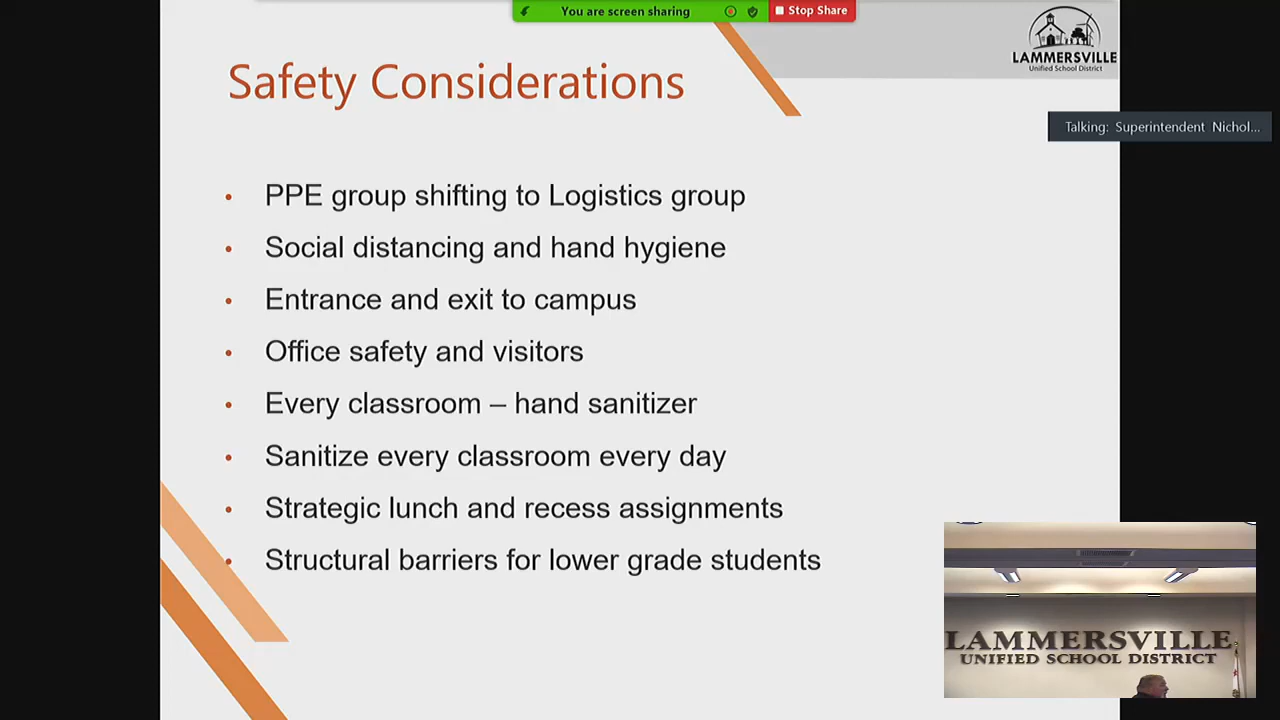 You are screen sharing
Stop Share
LAMMERSVILLE
Unified School District
Safety Considerations
Talking: Superintendent Nichol...
• PPE group shifting to Logistics group
• Social distancing and hand hygiene
• Entrance and exit to campus
• Office safety and visitors
• Every classroom – hand sanitizer
• Sanitize every classroom every day
• Strategic lunch and recess assignments
• Structural barriers for lower grade students
LAMMERSVILLE
UNIFIED SCHOOL DISTRICT